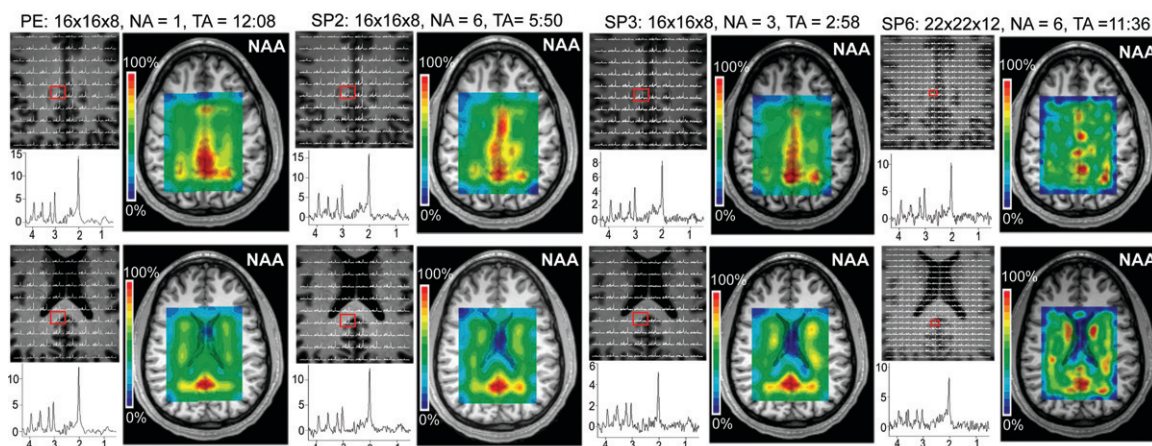 PE: 16x16x8, NA = 1, TA = 12:08
SP2: 16x16x8, NA = 6, TA= 5:50
SP3: 16x16x8, NA = 3, TA = 2:58
SP6: 22x22x12, NA = 6, TA=11:36
NAA NAA NAA NAA
100% 100% 100% 100%
0% 0% 0% 0%
15 10 5 0
15 10 5 0
8 6 4 2 0
10 5 0
4 3 2 1
4 3 2 1
4 3 2 1
4 3 2 1
NAA NAA NAA NAA
100% 100% 100% 100%
0% 0% 0% 0%
10 5 0
10 5 0
6 4 2 0
10 5 0
4 3 2 1
4 3 2 1
4 3 2 1
4 3 2 1